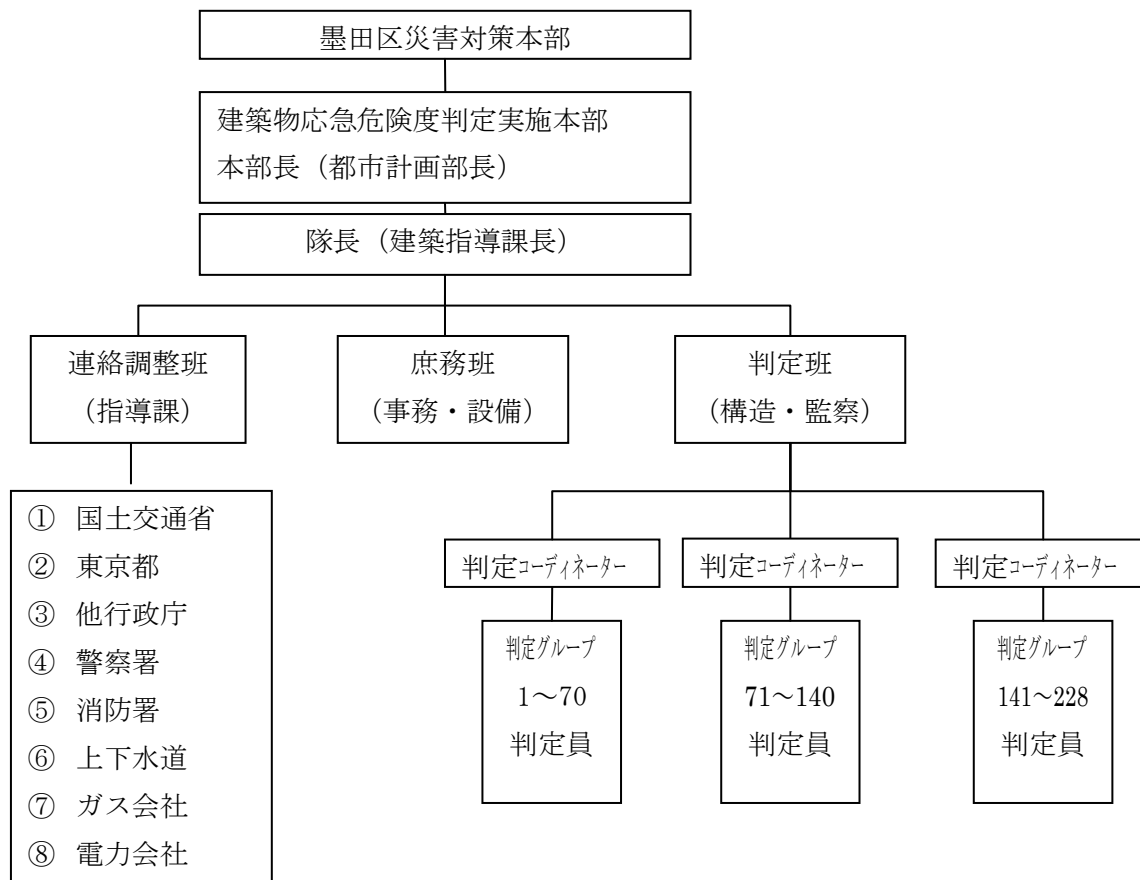 墨田区災害対策本部
建築物応急危険度判定実施本部
本部長（都市計画部長）
隊長（建築指導課長）
連絡調整班
（指導課）
庶務班
（事務・設備）
判定班
（構造・監察）
① 国土交通省
② 東京都
③ 他行政庁
④ 警察署
⑤ 消防署
⑥ 上下水道
⑦ ガス会社
⑧ 電力会社
判定コーディネーター
判定コーディネーター
判定コーディネーター
判定グループ
1～70
判定員
判定グループ
71～140
判定員
判定グループ
141～228
判定員